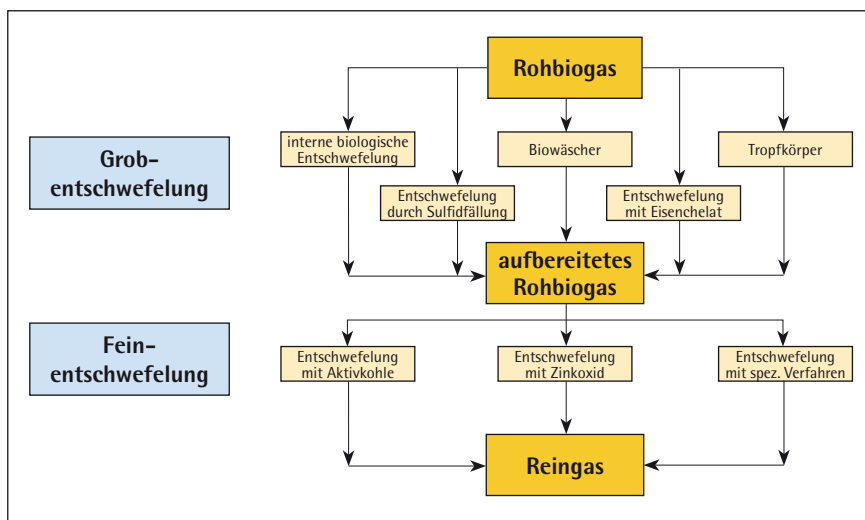 Rohbiogas
Grob-
entschwefelung
interne biologische
Entschwefelung
Biowäscher
Tropfkörper
Entschwefelung
durch Sulfidfällung
Entschwefelung
mit Eisenchelat
aufbereitetes
Rohbiogas
Fein-
entschwefelung
Entschwefelung
mit Aktivkohle
Entschwefelung
mit Zinkoxid
Entschwefelung
mit spez. Verfahren
Reingas